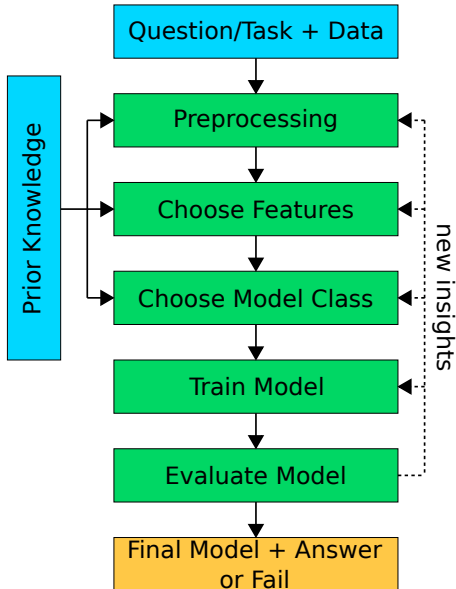 Question/Task + Data
Prior Knowledge
Preprocessing
Choose Features
Choose Model Class
Train Model
Evaluate Model
new insights
Final Model + Answer
or Fail